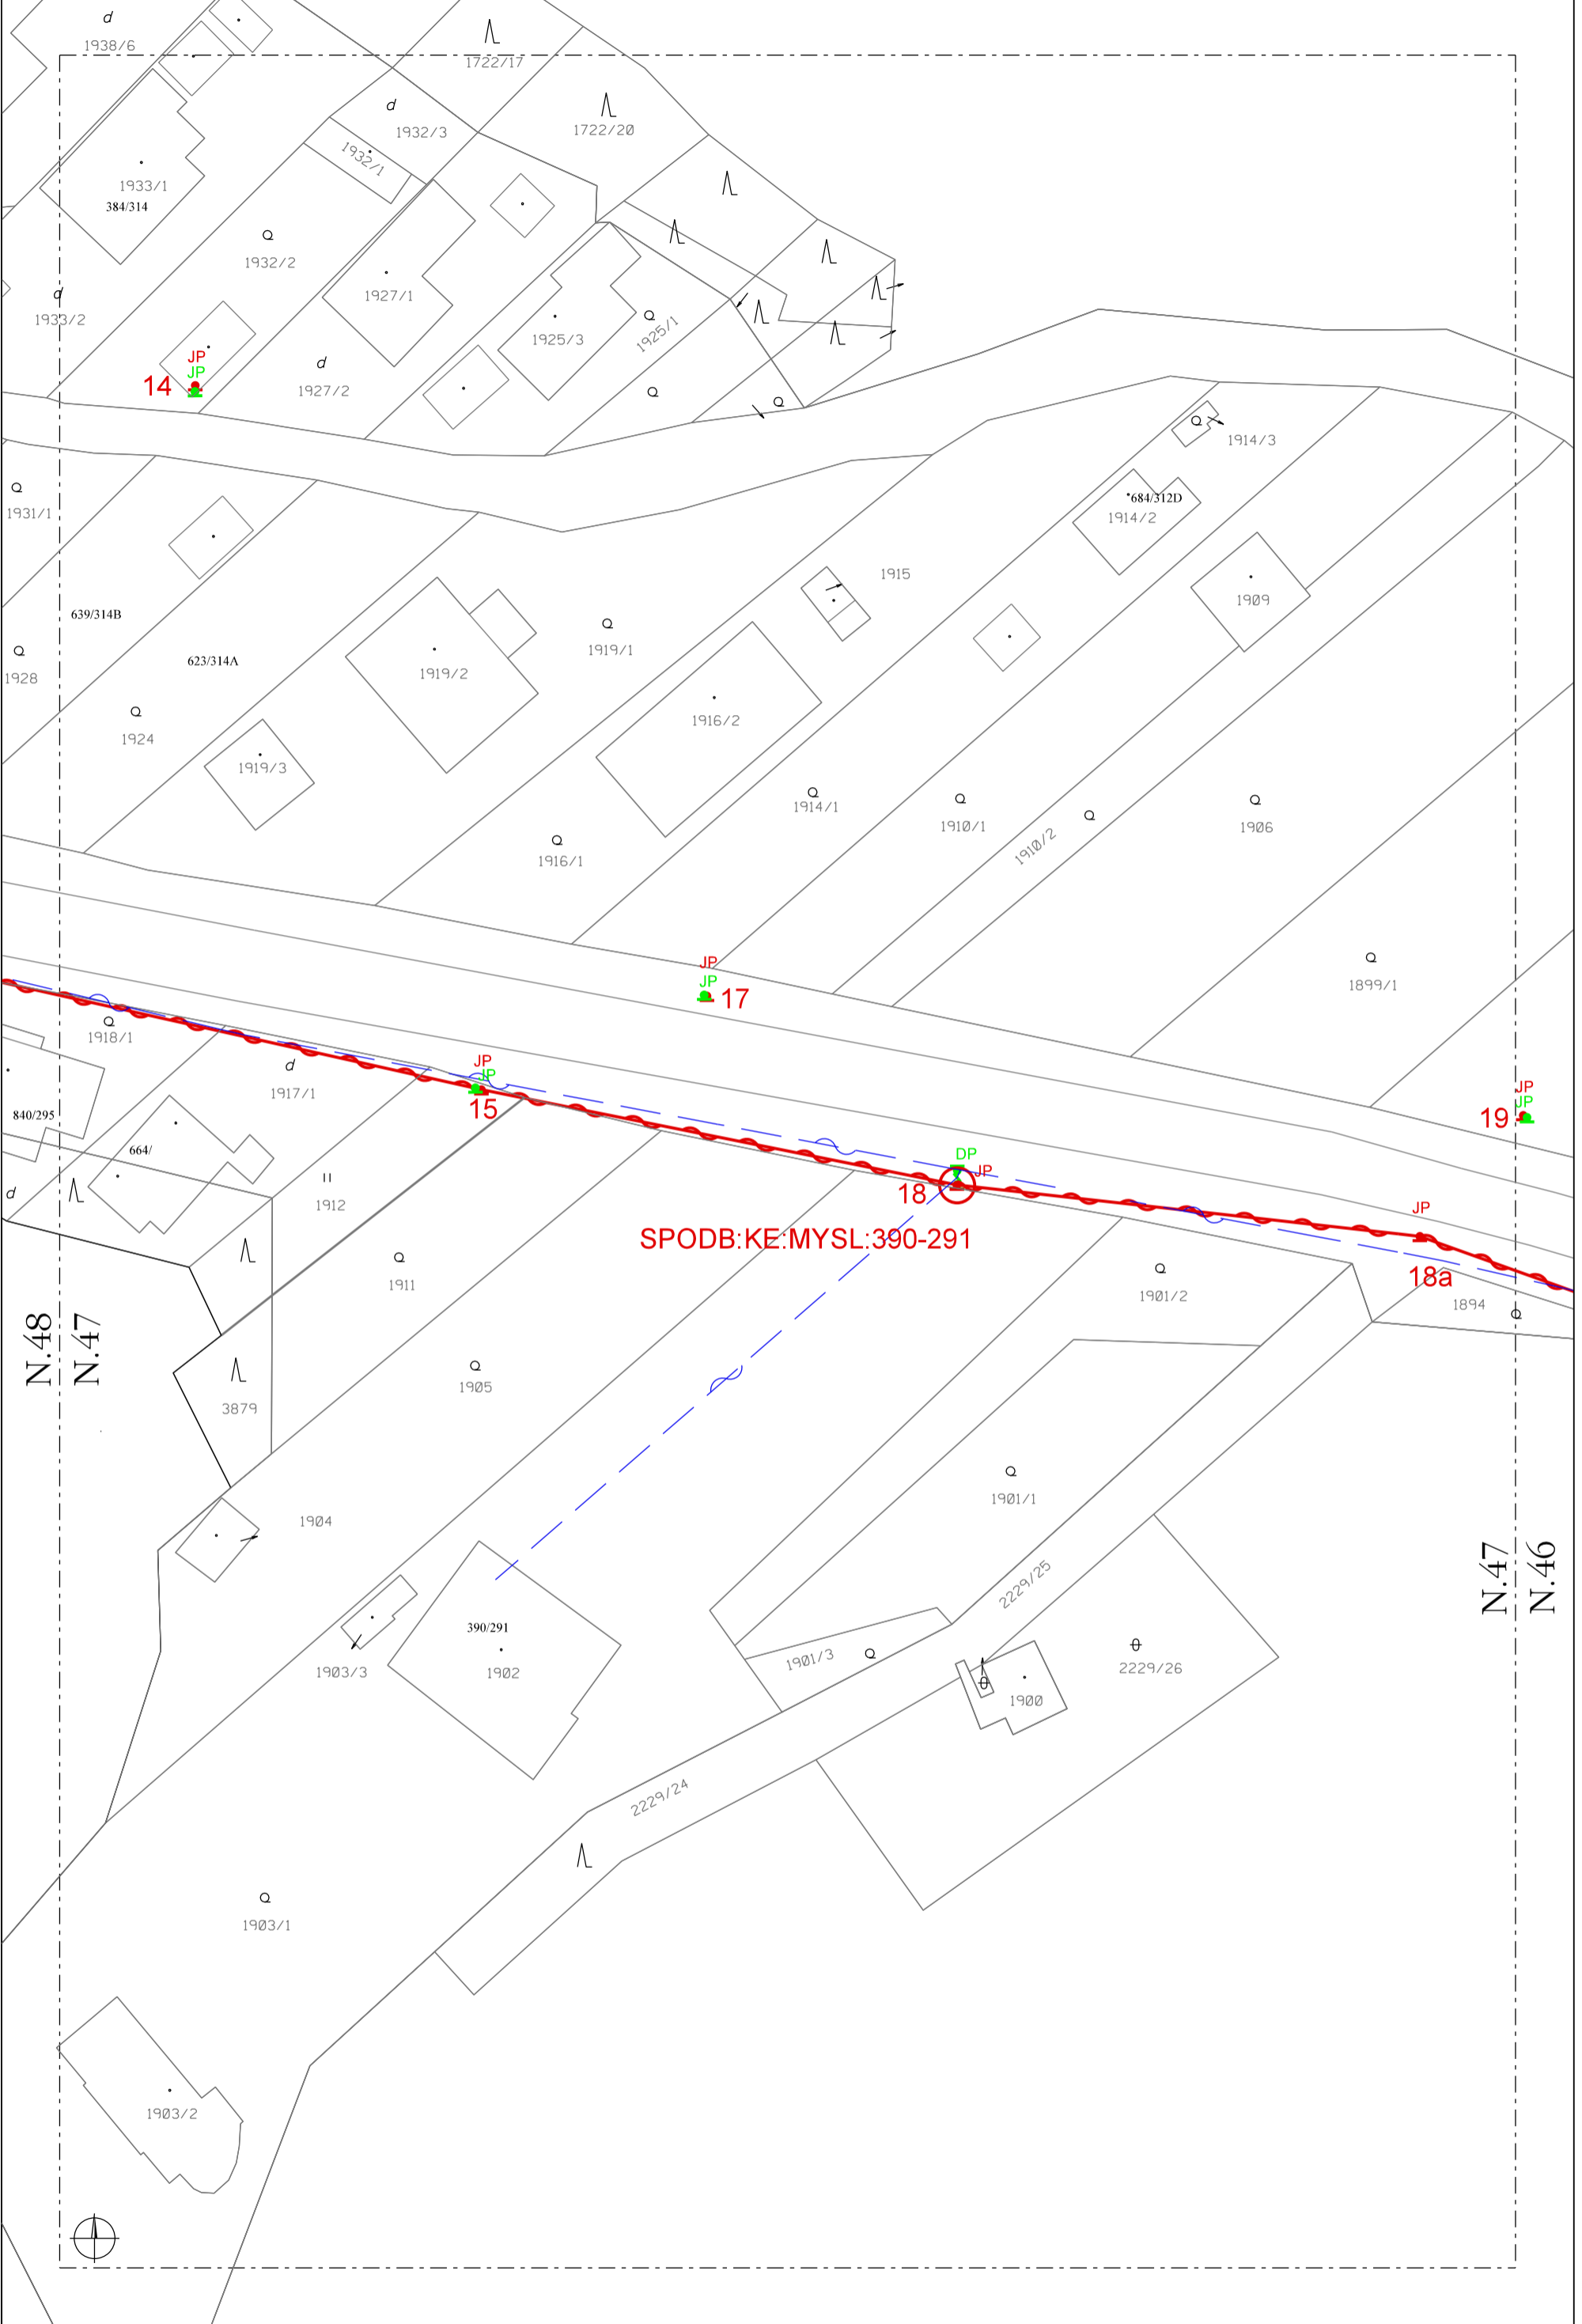 d
1938/6
1722/17
d
1932/3
1722/20
1932/1
1933/1
384/314
1932/2
d
1933/2
1927/1
1925/3
1925/1
JP
JP
14
d
1927/2
1914/3
684/312D
1914/2
1931/1
1915
1909
639/314B
1919/1
623/314A
1928
1919/2
1916/2
1924
1919/3
1914/1
1910/1
1906
1910/2
1916/1
JP
JP
17
1899/1
1918/1
d
1917/1
JP
JP
15
JP
JP
19
840/295
664/
DP
JP
18
d
1912
JP
SPODB:KE:MYSL:390-291
18a
1911
1901/2
1894
N.48
N.47
1905
3879
1901/1
1904
2229/25
N.47
N.46
390/291
1903/3
1902
1901/3
2229/26
1900
2229/24
1903/1
1903/2